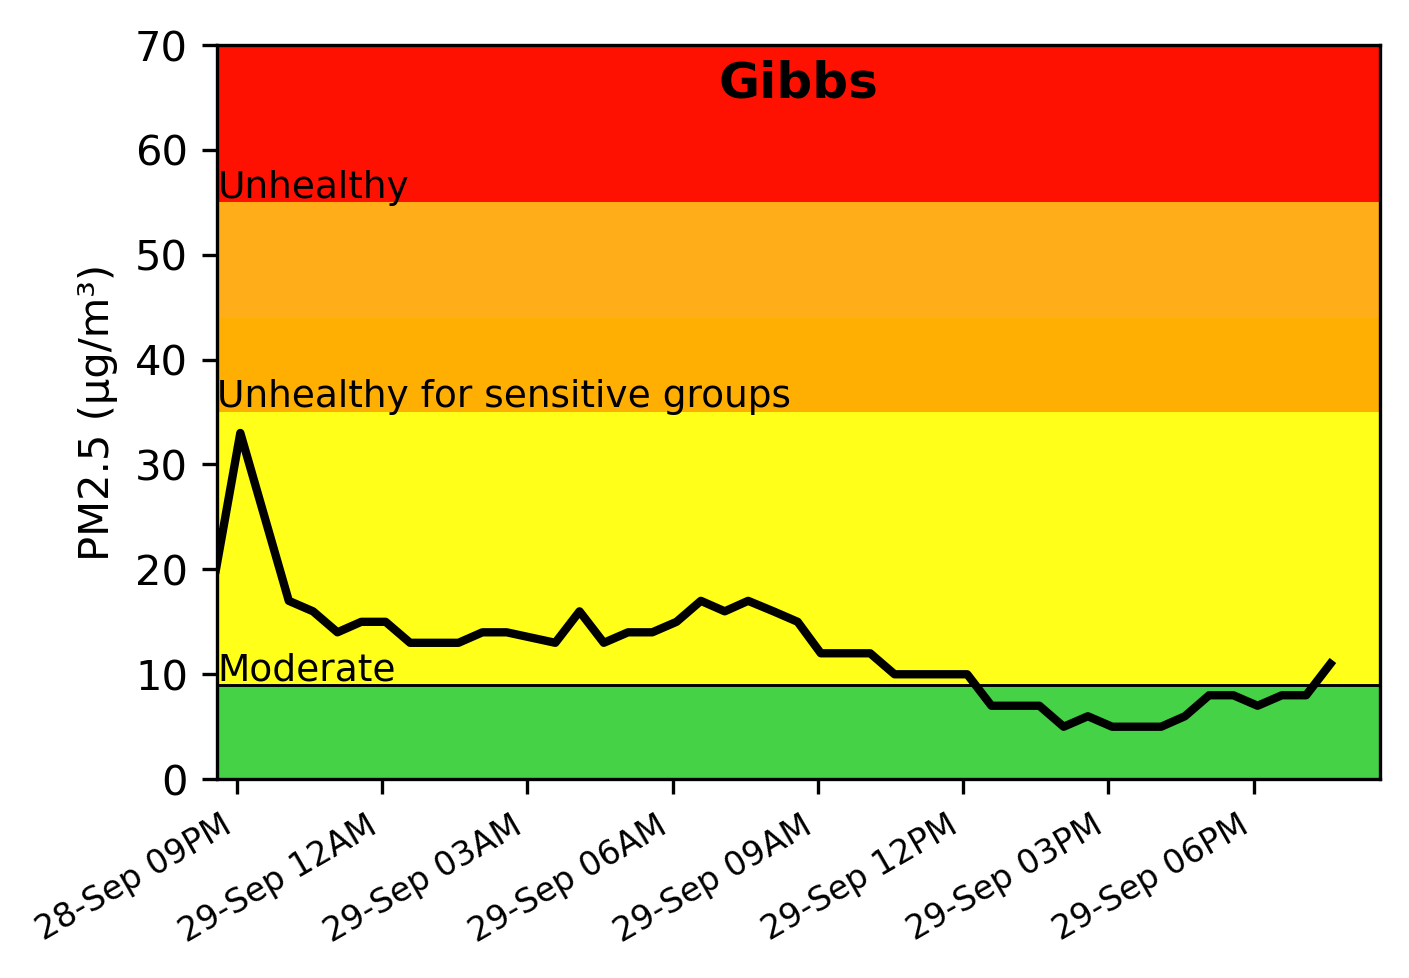 Gibbs
70
60
Unhealthy
50
40
Unhealthy for sensitive groups
30
20
10
Moderate
0
PM2.5 (µg/m³)
28-Sep 09PM
29-Sep 12AM
29-Sep 03AM
29-Sep 06AM
29-Sep 09AM
29-Sep 12PM
29-Sep 03PM
29-Sep 06PM